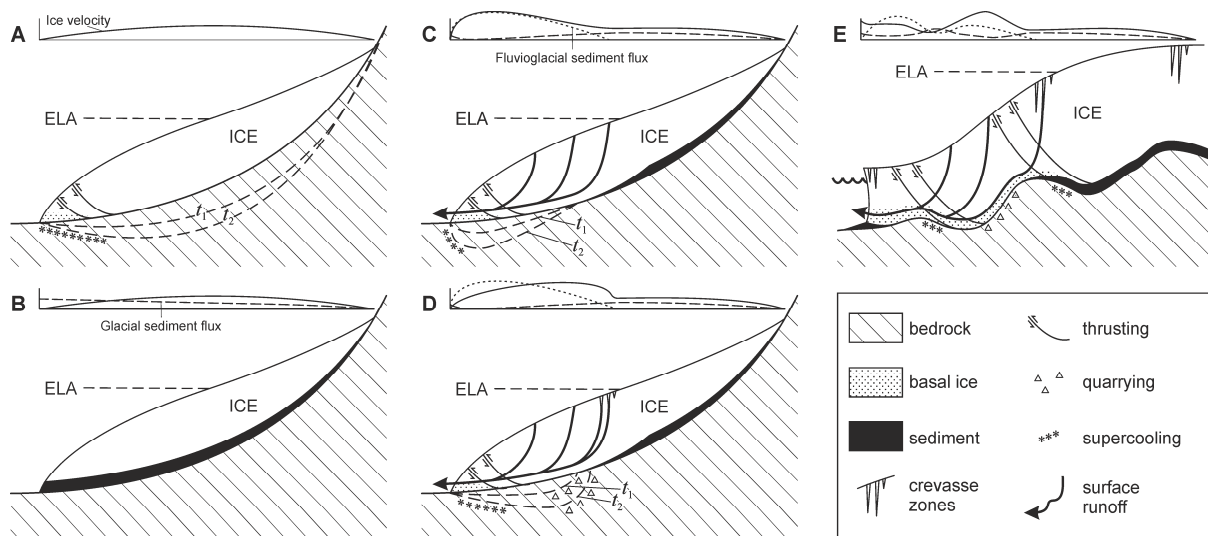 A
Ice velocity
ELA
ICE
t1
t2
B
Glacial sediment flux
ELA
ICE
C
Fluvioglacial sediment flux
ELA
ICE
t1
t2
D
ELA
ICE
t1
t2
E
ELA
ICE
bedrock
thrusting
basal ice
quarrying
sediment
supercooling
crevasse
zones
surface
runoff